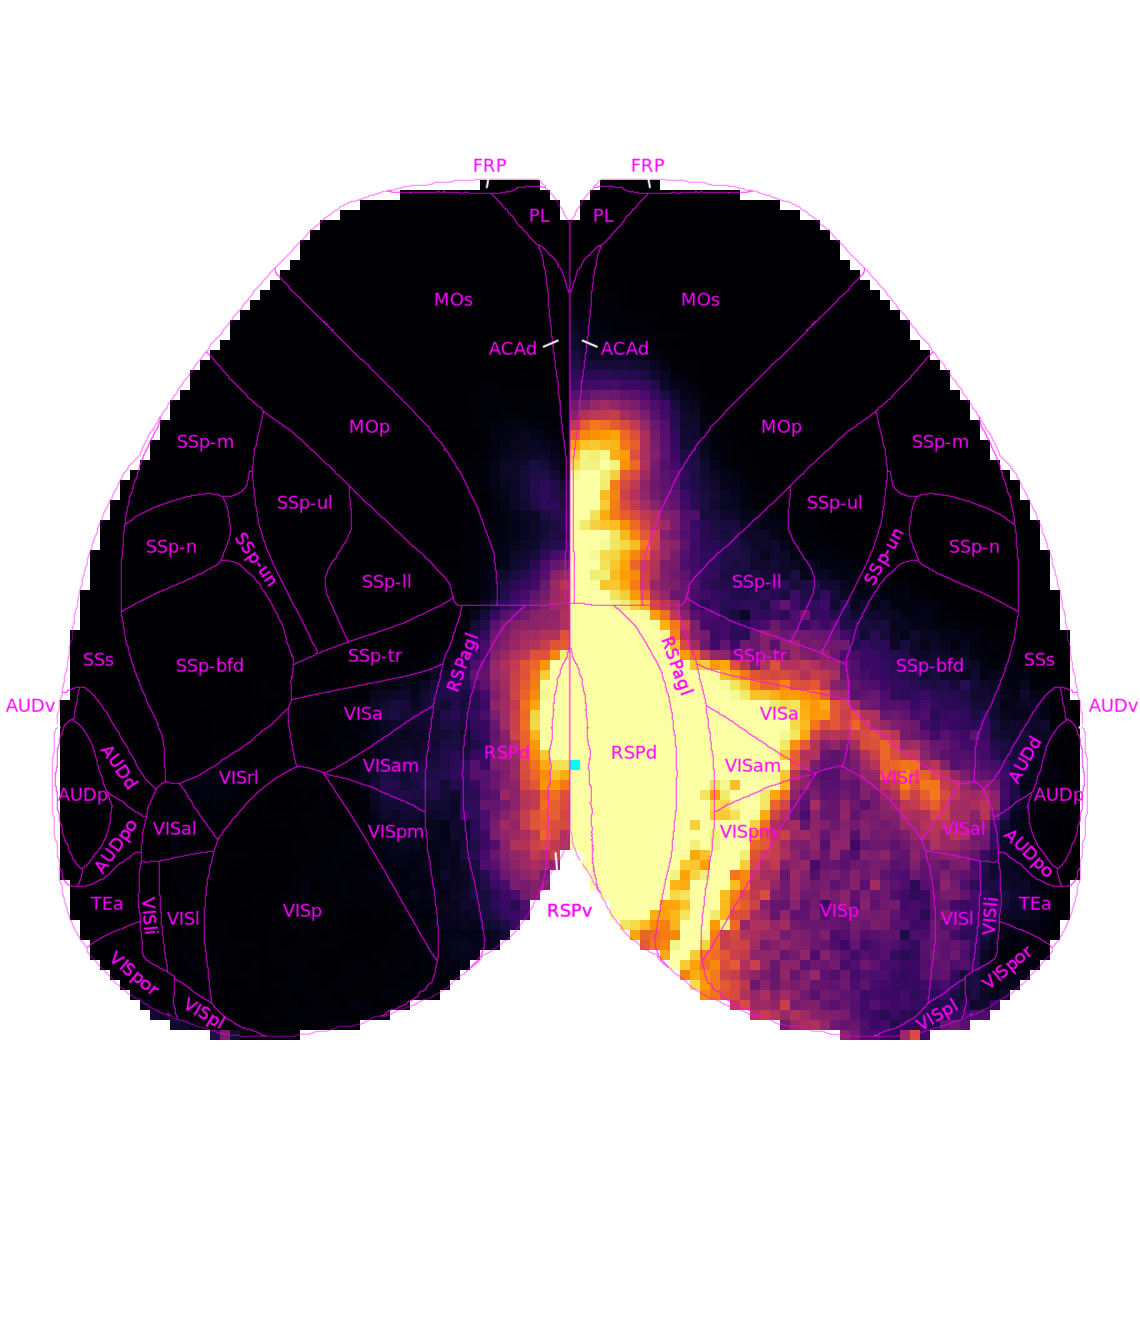 FRP FRP
PL PL
MOs MOs
ACAd ACAd
MOp MOp
SSp-m SSp-m
SSp-ul SSp-ul
SSp-n SSp-un SSp-un SSp-n
SSp-ll SSp-ll
SSs SSp-bfd SSp-tr RSPagl RSPagl SSp-tr SSp-bfd SSs
AUDv VISa VISa AUDv
AUDd VISrl VISam RSPd RSPd VISam VISrl AUDd
AUDp AUDp
AUDpo VISal VISpm VISpm VISal AUDpo
TEa VISli VISl VISp RSPv VISp VISl VISli TEa
VISpor VISpor
VISpl VISpl